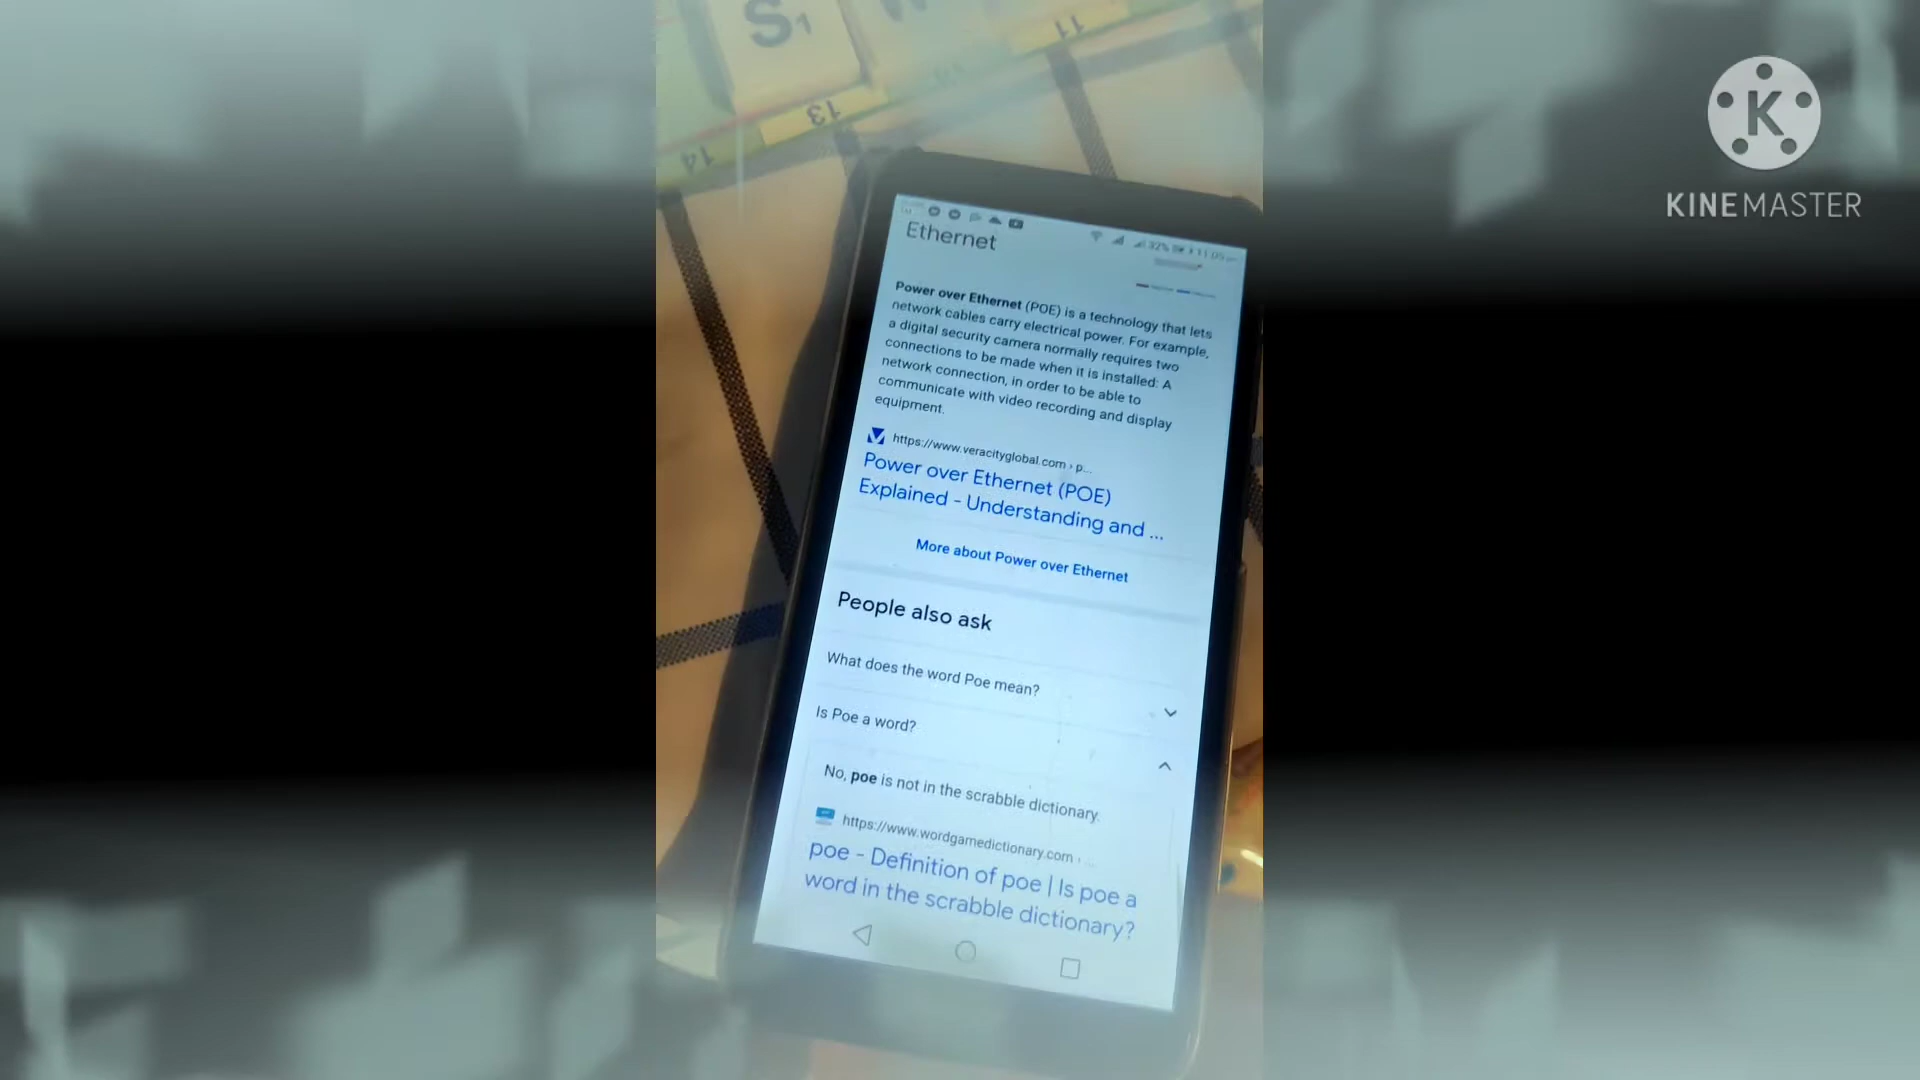 S1
11
13
14
KINEMASTER
32%
Ethernet
Power over Ethernet (POE) is a technology that lets
network cables carry electrical power. For example,
a digital security camera normally requires two
connections to be made when it is installed: A
network connection, in order to be able to
communicate with video recording and display
equipment.
https://www.veracityglobal.com › p...
Power over Ethernet (POE)
Explained - Understanding and ...
More about Power over Ethernet
People also ask
What does the word Poe mean?
Is Poe a word?
No, poe is not in the scrabble dictionary.
https://www.wordgamedictionary.com › ...
poe - Definition of poe | Is poe a
word in the scrabble dictionary?